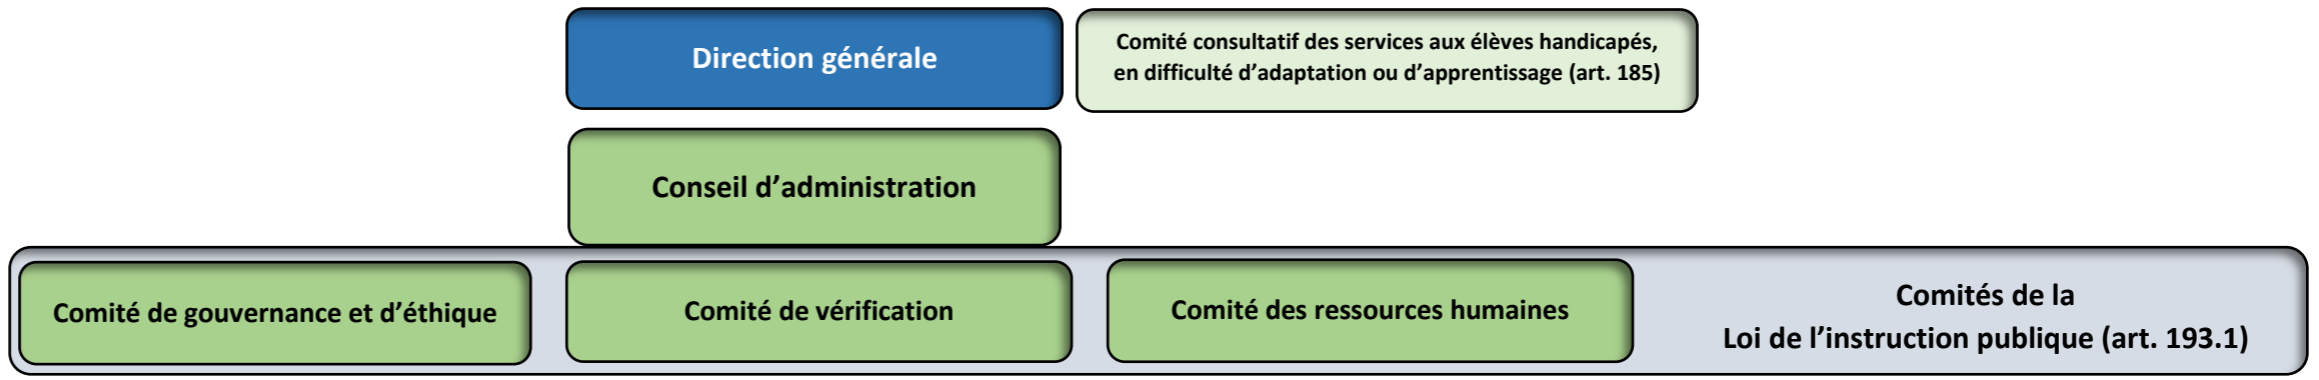 Direction générale
Comité consultatif des services aux élèves handicapés,
en difficulté d’adaptation ou d’apprentissage (art. 185)
Conseil d’administration
Comité de gouvernance et d’éthique
Comité de vérification
Comité des ressources humaines
Comités de la
Loi de l’instruction publique (art. 193.1)